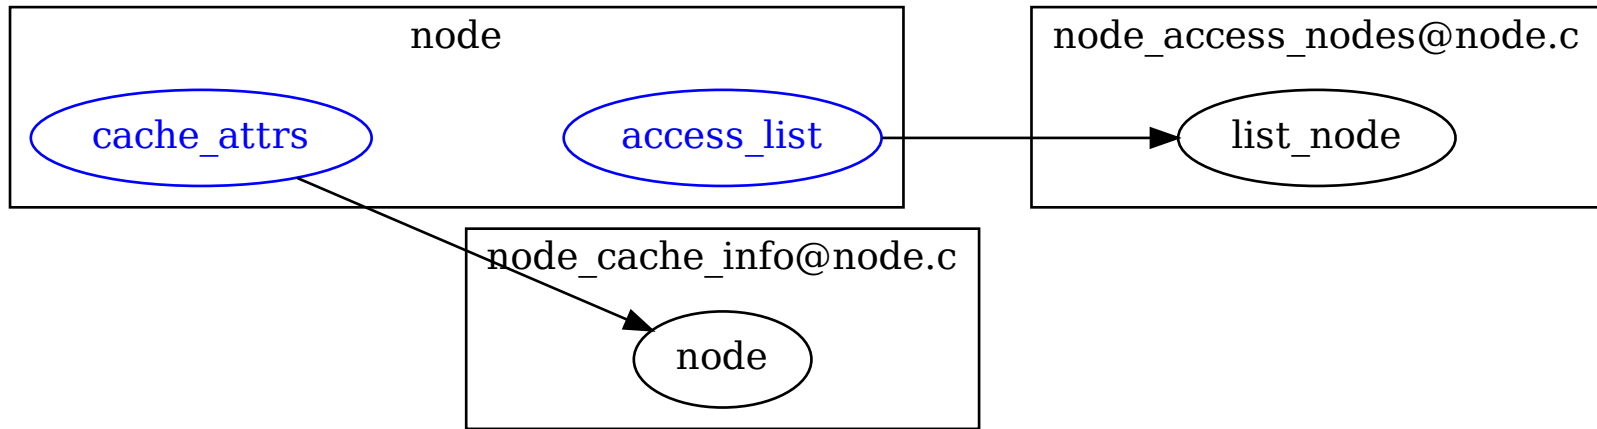 node
node_access_nodes@node.c
cache_attrs
access_list
list_node
node_cache_info@node.c
node